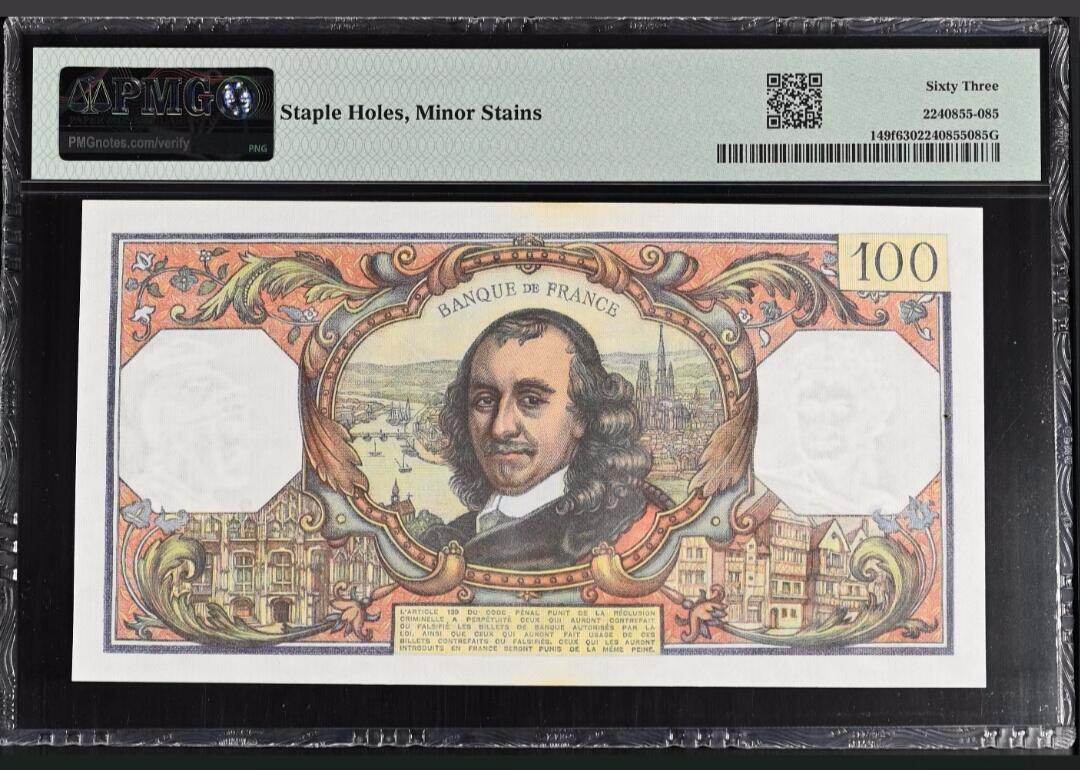 PMG
PMGnotes.com/verify
PNG
Staple Holes, Minor Stains
Sixty Three
2240855-085
149f6302240855085G
100
BANQUE DE FRANCE
L'ARTICLE 139 DU CODE PÉNAL PUNIT DE LA RÉCLUSION
CRIMINELLE A PERPÉTUITÉ CEUX QUI AURONT CONTREFAIT
OU FALSIFIÉ LES BILLETS DE BANQUE AUTORISÉS PAR LA
LOI, AINSI QUE CEUX QUI AURONT FAIT USAGE DE CES
BILLETS CONTREFAITS OU FALSIFIÉS. CEUX QUI LES AURONT
INTRODUITS EN FRANCE SERONT PUNIS DE LA MÊME PEINE.